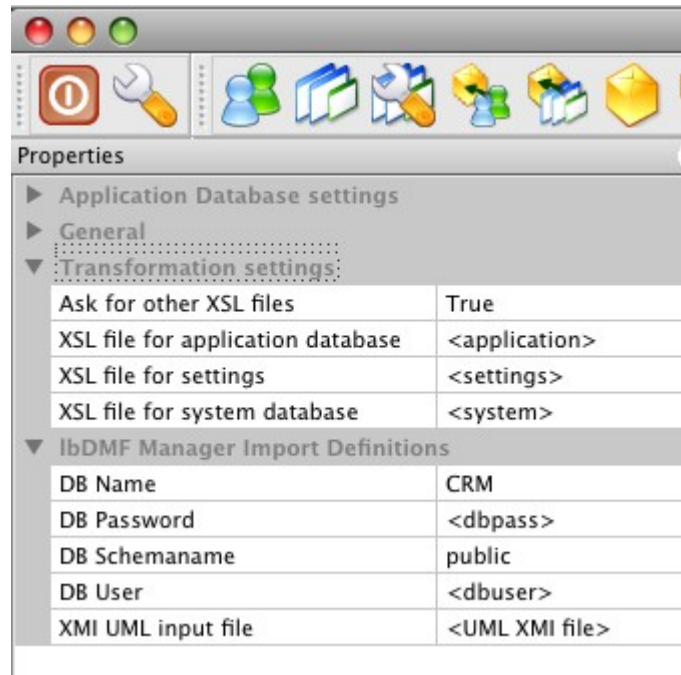 Properties
Application Database settings
General
Transformation settings
Ask for other XSL files True
XSL file for application database <application>
XSL file for settings <settings>
XSL file for system database <system>
lbDMF Manager Import Definitions
DB Name CRM
DB Password <dbpass>
DB Schemaname public
DB User <dbuser>
XMI UML input file <UML XMI file>